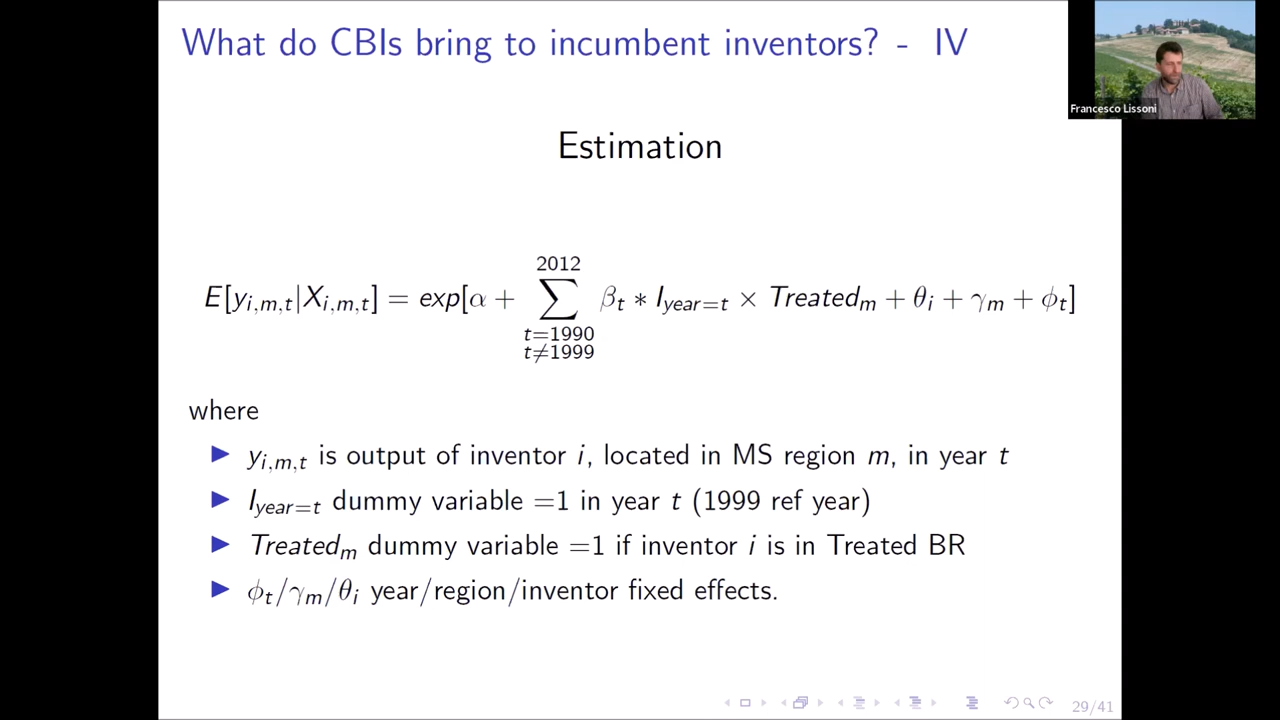 What do CBIs bring to incumbent inventors? - IV
Francesco Lissoni
Estimation
E[y_{i,m,t}|X_{i,m,t}] = exp[α + ∑_{t=1990, t≠1999}^{2012} β_t * I_{year=t} × Treated_m + θ_i + γ_m + ϕ_t]
where
▶ y_{i,m,t} is output of inventor i, located in MS region m, in year t
▶ I_{year=t} dummy variable =1 in year t (1999 ref year)
▶ Treated_m dummy variable =1 if inventor i is in Treated BR
▶ ϕ_t/γ_m/θ_i year/region/inventor fixed effects.
29/41